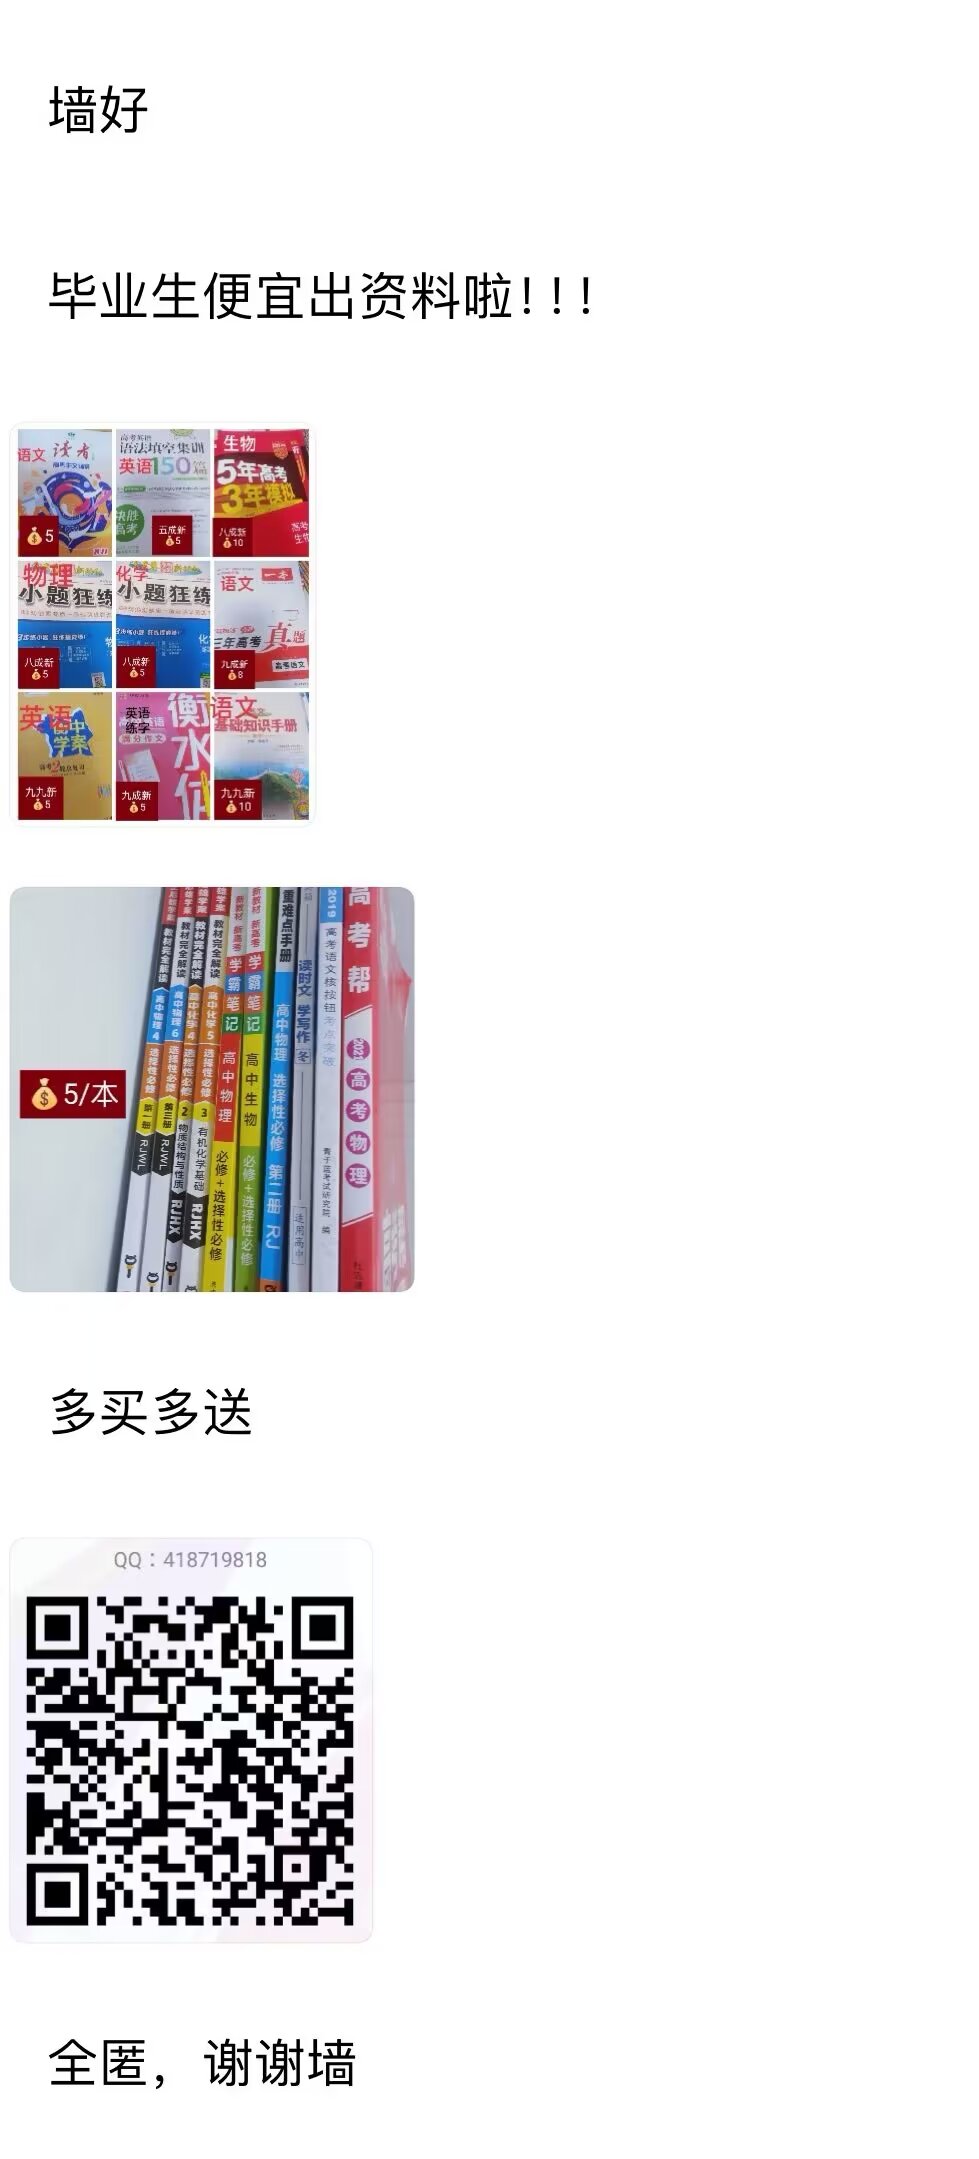 墙好
毕业生便宜出资料啦！！！
语文 读者
5
高考英语
语法填空集训
英语150篇
决胜高考
五成新
5
生物
5年高考
3年模拟
八成新
10
物理
小题狂练
八成新
5
化学
小题狂练
八成新
5
语文 一本
三年高考真题
高考语文
九成新
8
英语
高中学案
九九新
5
英语
练字
满分作文
衡水体
九成新
5
语文
基础知识手册
九九新
10
5/本
教材完全解读 高中物理4 选择性必修 第一册 RJWL
教材完全解读 高中物理6 选择性必修 第三册 RJWL
教材完全解读 高中化学4 选择性必修2 物质结构与性质 RJHX
教材完全解读 高中化学5 选择性必修3 有机化学基础 RJHX
新教材 新高考 学霸笔记 高中物理 必修+选择性必修
新教材 新高考 学霸笔记 高中生物 必修+选择性必修
重难点手册 高中物理 选择性必修 第二册 RJ
读时文 学写作 冬 适用高中
2019 高考语文核按钮考点突破
高考帮 2021 高考物理
多买多送
QQ：418719818
全匿，谢谢墙